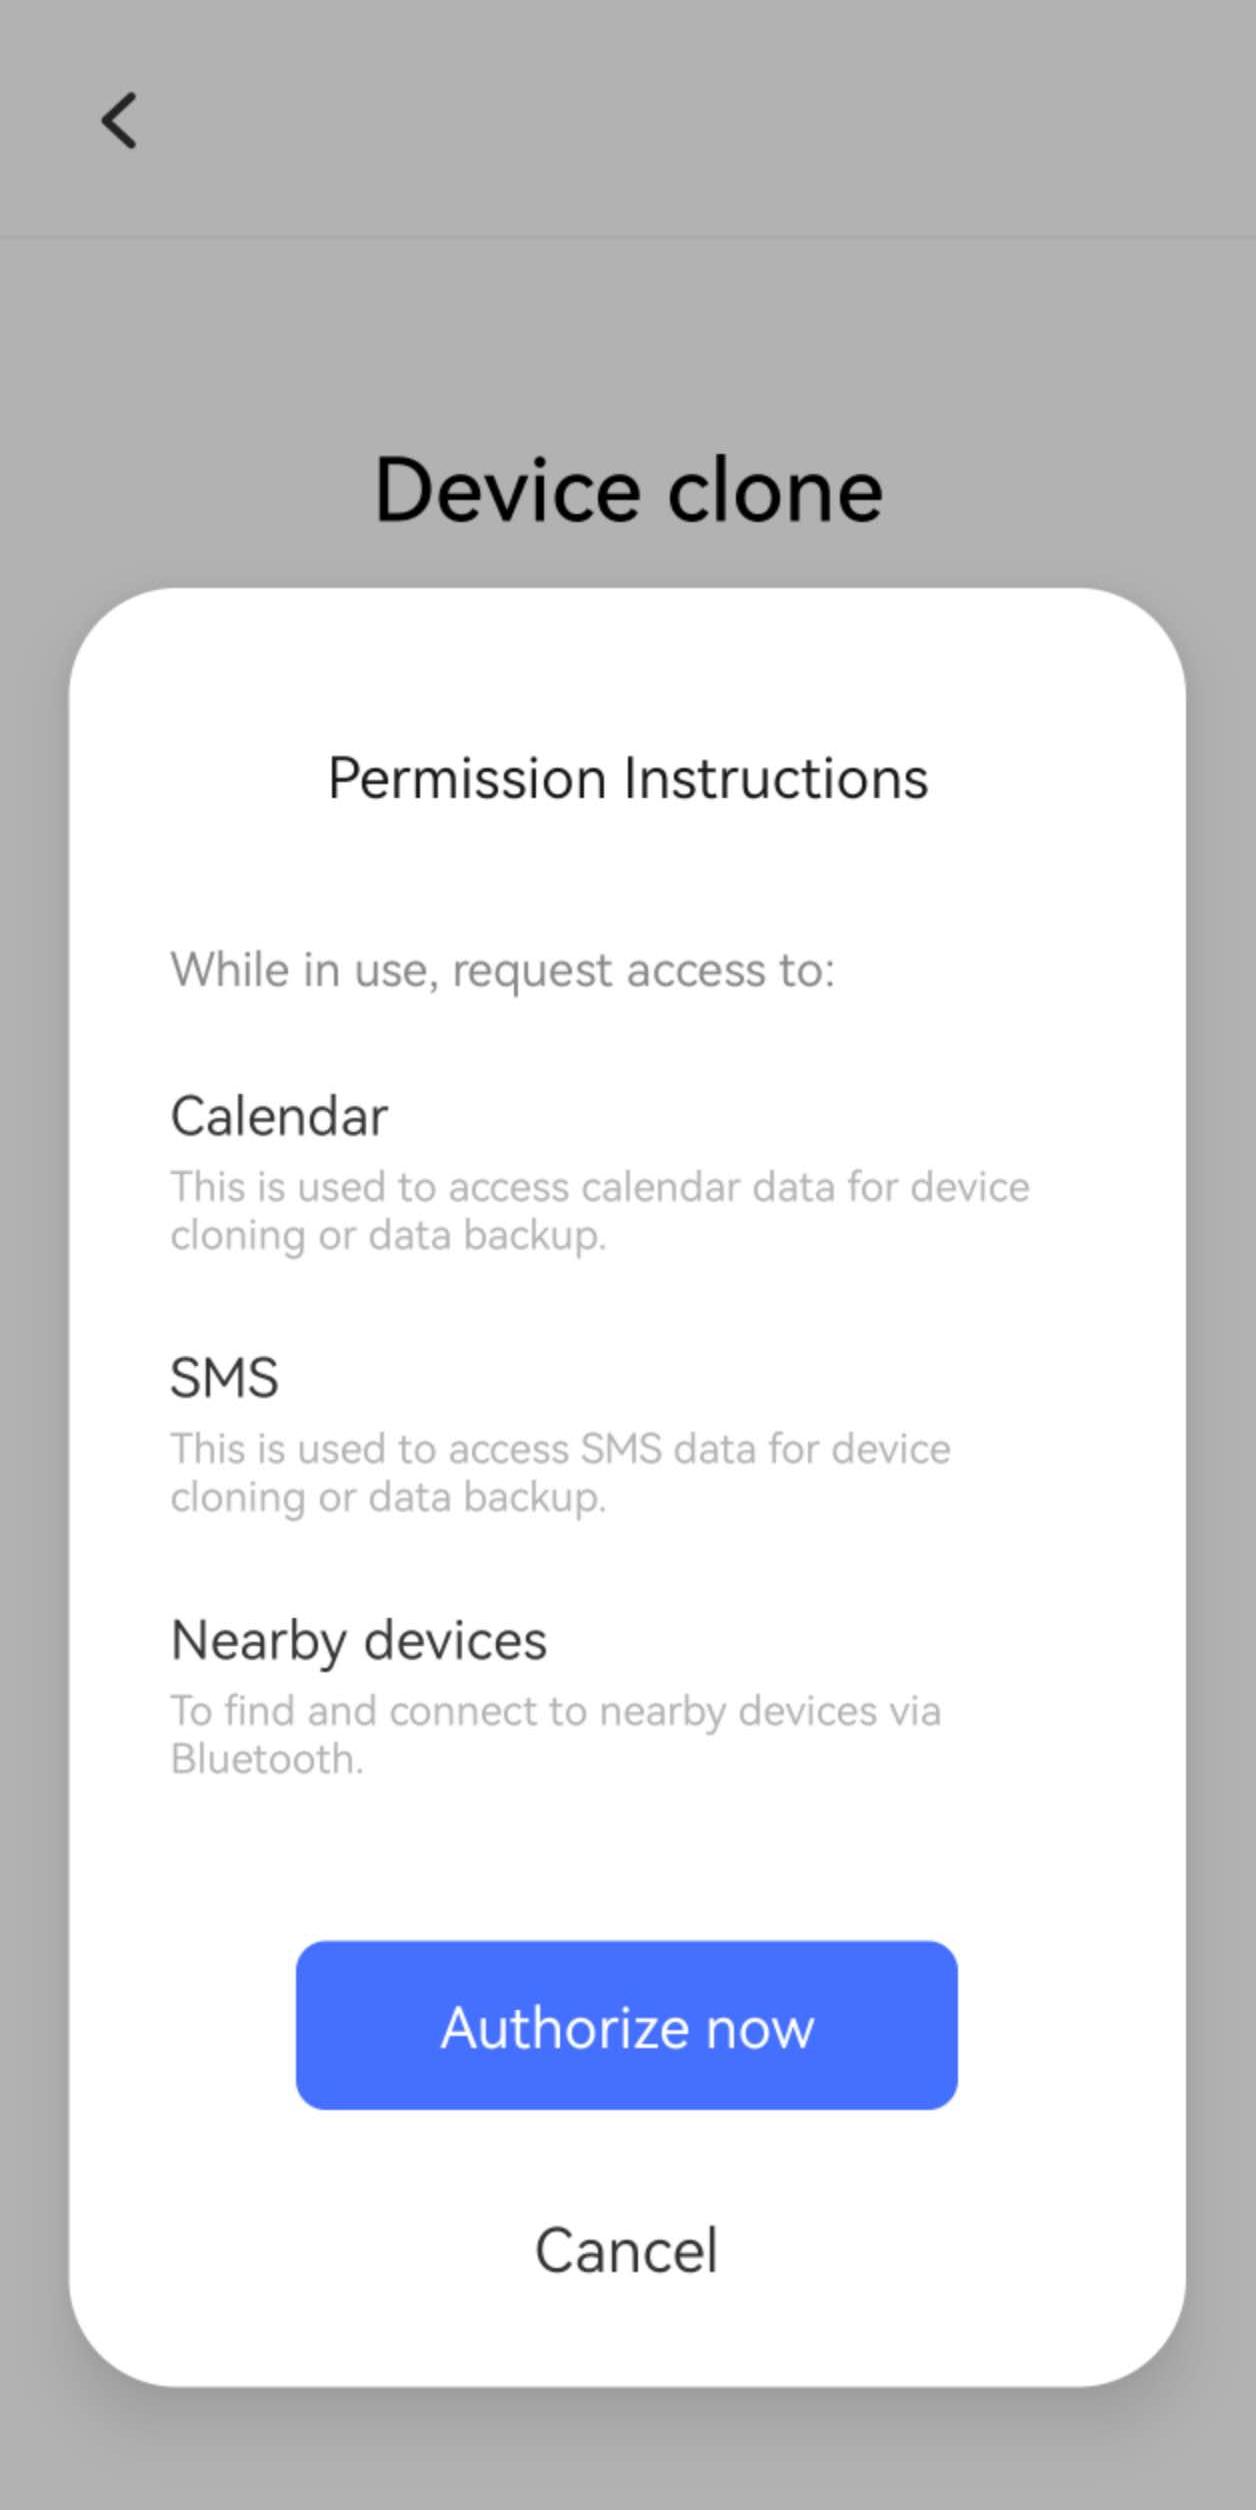 Device clone
Permission Instructions
While in use, request access to:
Calendar
This is used to access calendar data for device
cloning or data backup.
SMS
This is used to access SMS data for device
cloning or data backup.
Nearby devices
To find and connect to nearby devices via
Bluetooth.
Authorize now
Cancel